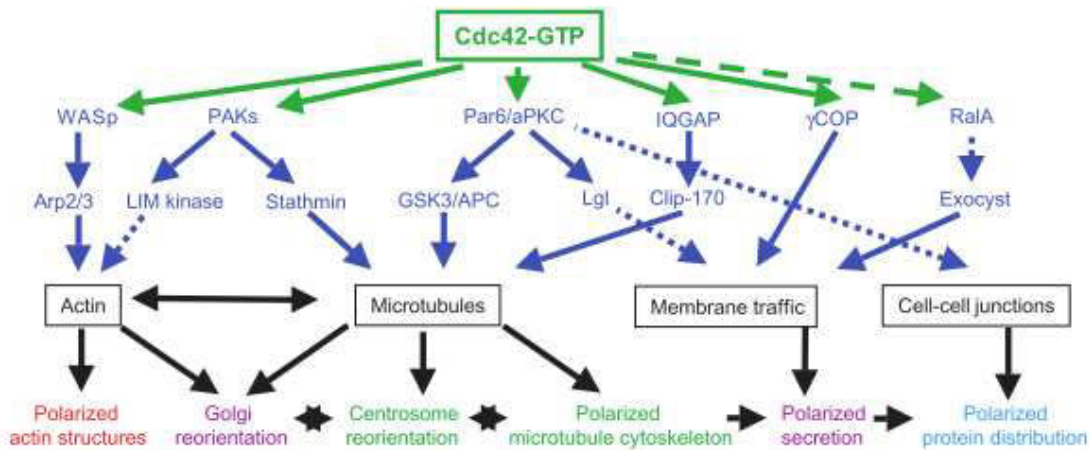 Cdc42-GTP
WASp
PAKs
Par6/aPKC
IQGAP
γCOP
RalA
Arp2/3
LIM kinase
Stathmin
GSK3/APC
Lgl
Clip-170
Exocyst
Actin
Microtubules
Membrane traffic
Cell-cell junctions
Polarized
actin structures
Golgi
reorientation
Centrosome
reorientation
Polarized
microtubule cytoskeleton
Polarized
secretion
Polarized
protein distribution